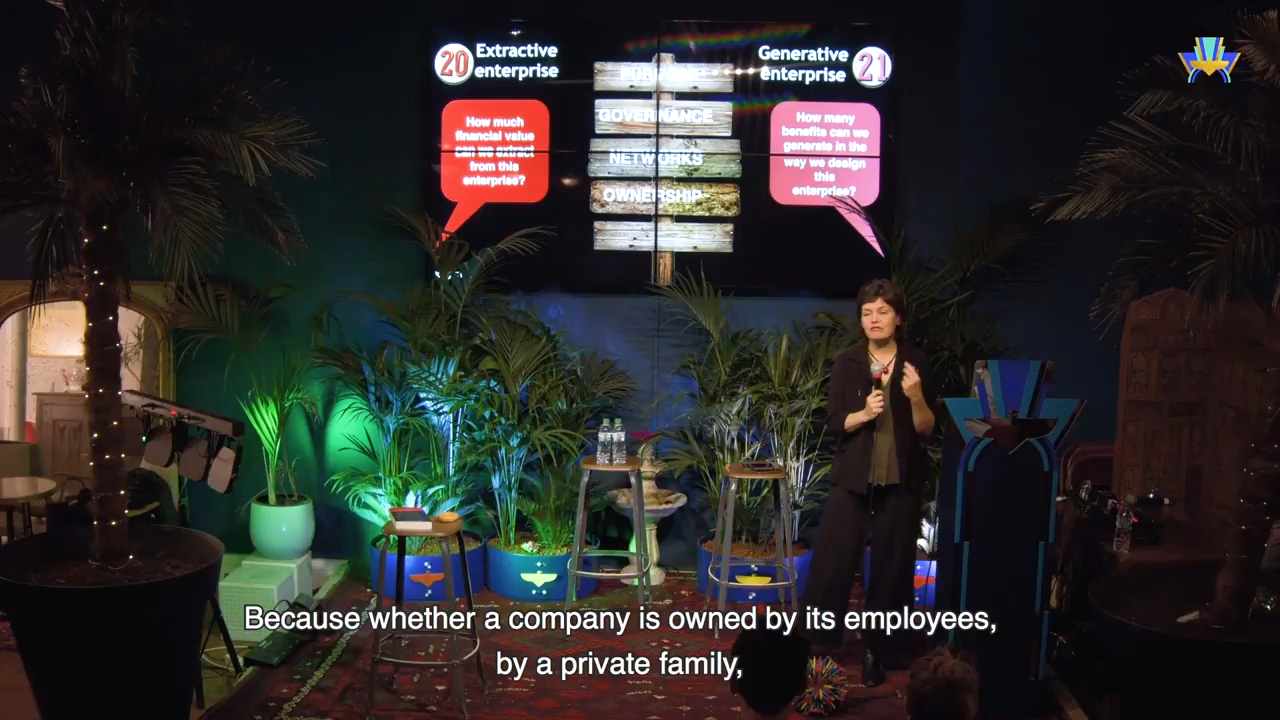 20
Extractive
enterprise
How much
financial value
can we extract
from this
enterprise?
PURPOSE
GOVERNANCE
NETWORKS
OWNERSHIP
Generative
enterprise
21
How many
benefits can we
generate in the
way we design
this
enterprise?
Because whether a company is owned by its employees,
by a private family,